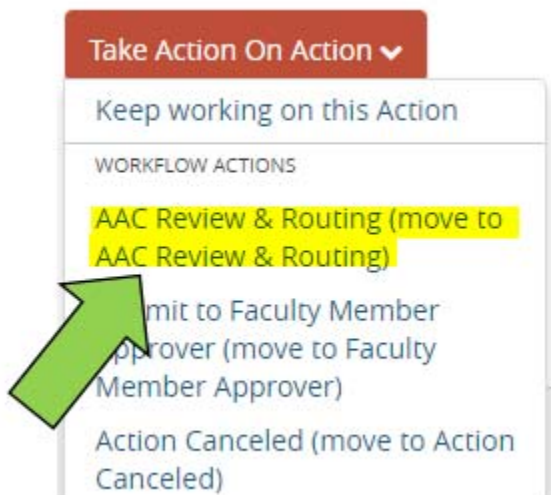 Take Action On Action
Keep working on this Action
WORKFLOW ACTIONS
AAC Review & Routing (move to
AAC Review & Routing)
to Faculty Member
(move to Faculty
Member Approver)
Action Canceled (move to Action
Canceled)